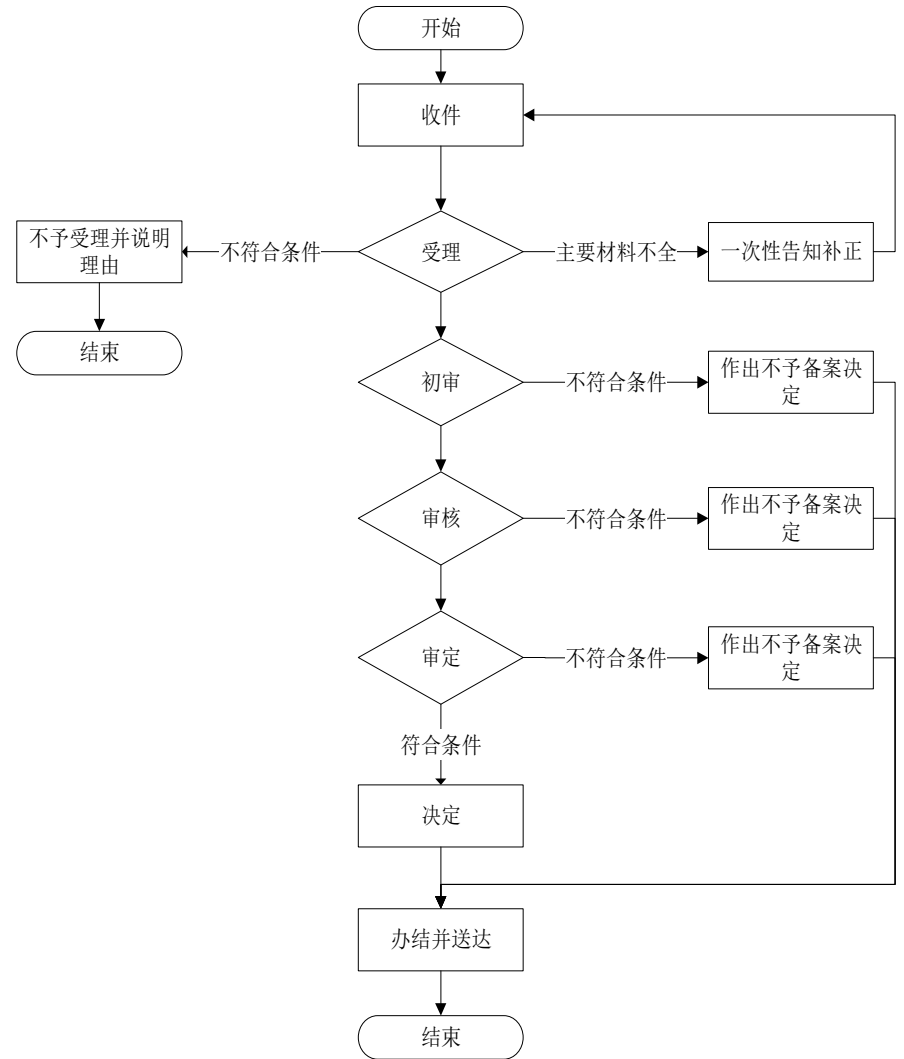 开始
收件
不予受理并说明
理由
不符合条件
受理
主要材料不全
一次性告知补正
结束
初审
不符合条件
作出不予备案决
定
审核
不符合条件
作出不予备案决
定
审定
不符合条件
作出不予备案决
定
符合条件
决定
办结并送达
结束